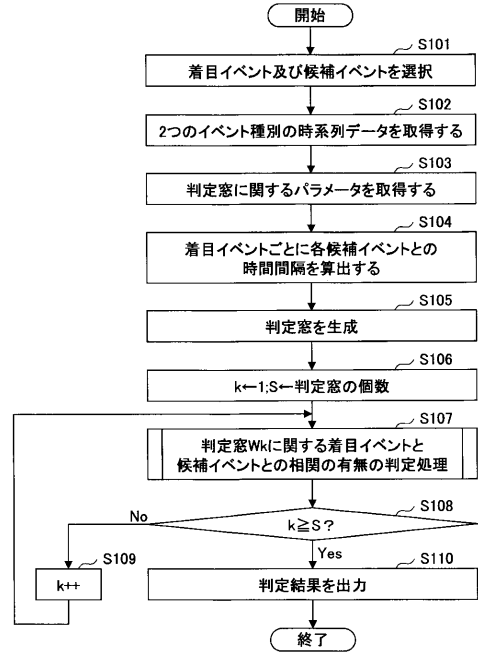 開始
S101
着目イベント及び候補イベントを選択
S102
2つのイベント種別の時系列データを取得する
S103
判定窓に関するパラメータを取得する
S104
着目イベントごとに各候補イベントとの
時間間隔を算出する
S105
判定窓を生成
S106
k←1;S←判定窓の個数
S107
判定窓Wkに関する着目イベントと
候補イベントとの相関の有無の判定処理
S108
k≧S?
No
Yes
S109
k++
S110
判定結果を出力
終了